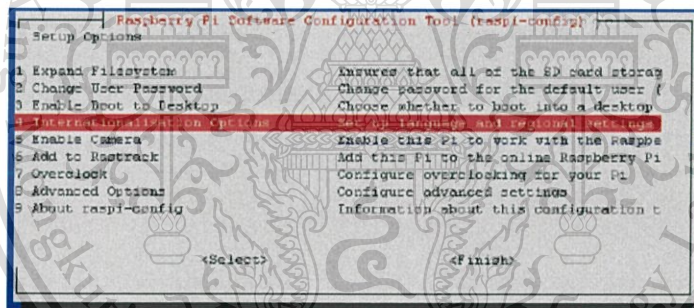 Raspberry Pi Software Configuration Tool (raspi-config)
Setup Options
1 Expand Filesystem Ensures that all of the SD card storag
2 Change User Password Change password for the default user (
3 Enable Boot to Desktop Choose whether to boot into a desktop
4 Internationalisation Options Set up language and regional settings
5 Enable Camera Enable this Pi to work with the Raspbe
6 Add to Rastrack Add this Pi to the online Raspberry Pi
7 Overclock Configure overclocking for your Pi
8 Advanced Options Configure advanced settings
9 About raspi-config Information about this configuration t
<Select> <Finish>